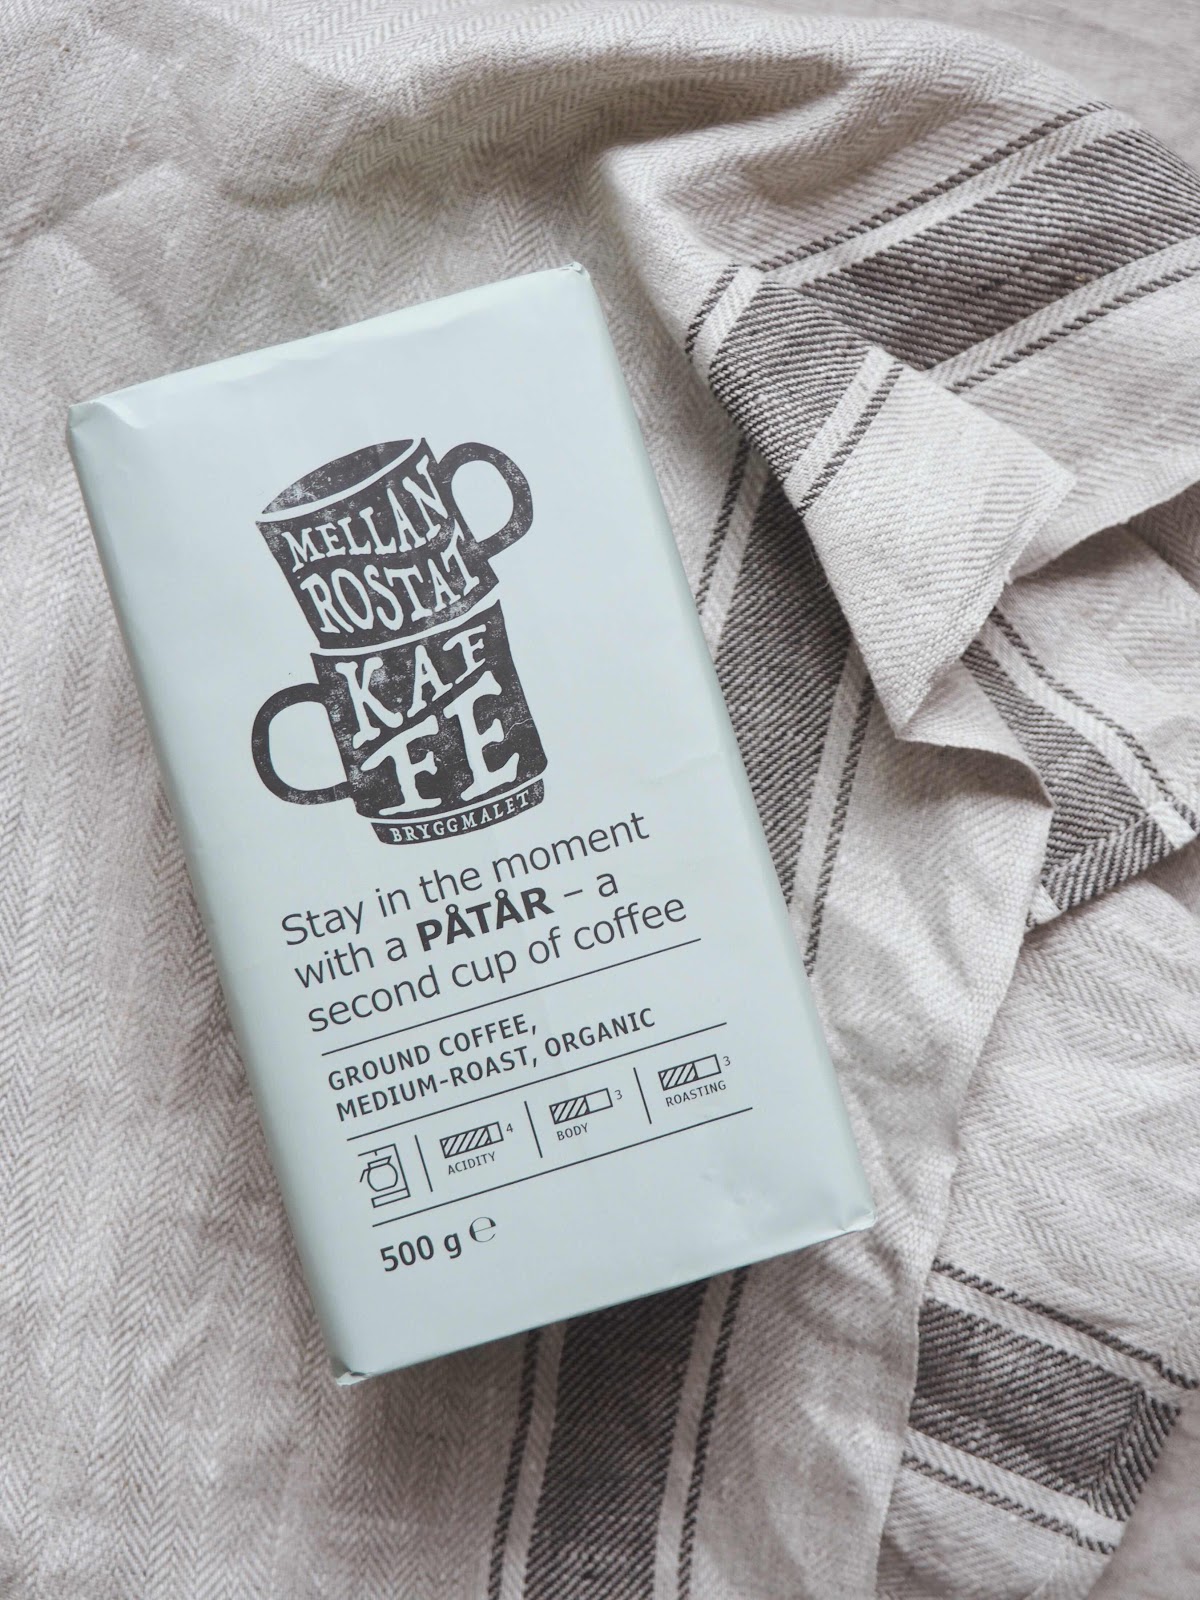 MELLAN
ROSTAT
KAF
FE
BRYGGMALET
Stay in the moment
with a PÅTÅR – a
second cup of coffee
GROUND COFFEE,
MEDIUM-ROAST, ORGANIC
4
ACIDITY
3
BODY
3
ROASTING
500 g ℮